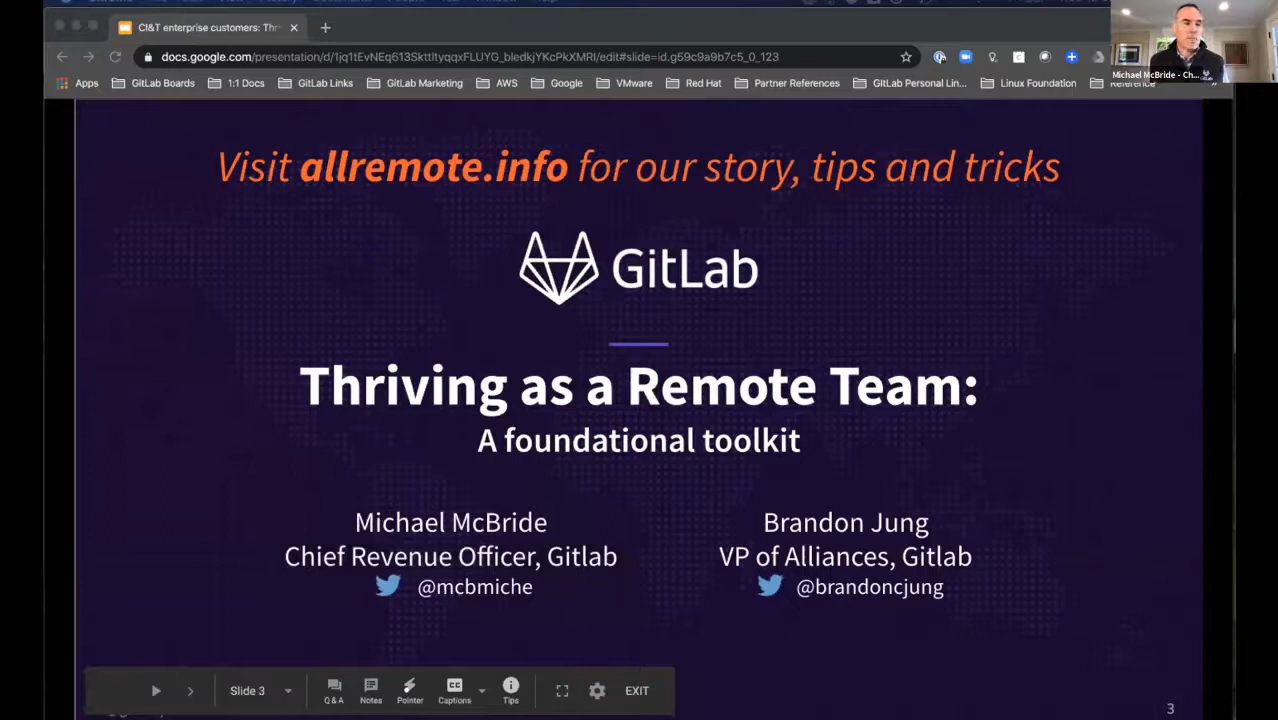 CI&T enterprise customers: Thr
docs.google.com/presentation/d/1jq1tEvNEq613SkttltyqqxFLUYG_bledkjYKcPkXMRI/edit#slide=id.g59c9a9b7c5_0_123
Apps GitLab Boards 1:1 Docs GitLab Links GitLab Marketing AWS Google VMware Red Hat Partner References GitLab Personal Lin... Linux Foundation Reference
Michael McBride - Ch...
Visit allremote.info for our story, tips and tricks
GitLab
Thriving as a Remote Team:
A foundational toolkit
Michael McBride
Chief Revenue Officer, Gitlab
@mcbmiche
Brandon Jung
VP of Alliances, Gitlab
@brandoncjung
Slide 3
Q & A Notes Pointer Captions Tips
EXIT
3